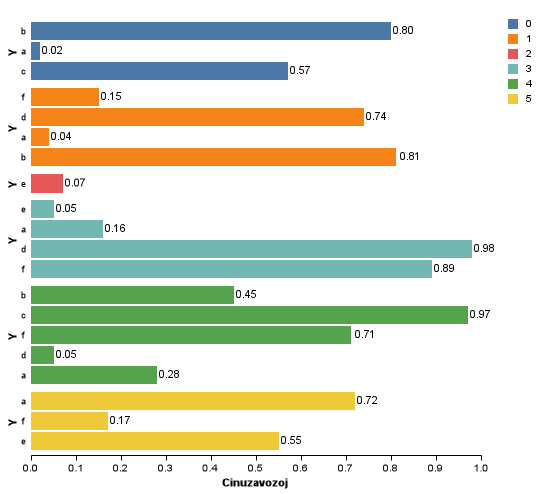 b 0.80 0
Y a 0.02 1
c 0.57 2
3
f 0.15 4
Y d 0.74 5
a 0.04
b 0.81
Y e 0.07
e 0.05
Y a 0.16
d 0.98
f 0.89
b 0.45
c 0.97
Y f 0.71
d 0.05
a 0.28
a 0.72
Y f 0.17
e 0.55
0.0 0.1 0.2 0.3 0.4 0.5 0.6 0.7 0.8 0.9 1.0
Cinuzavozoj